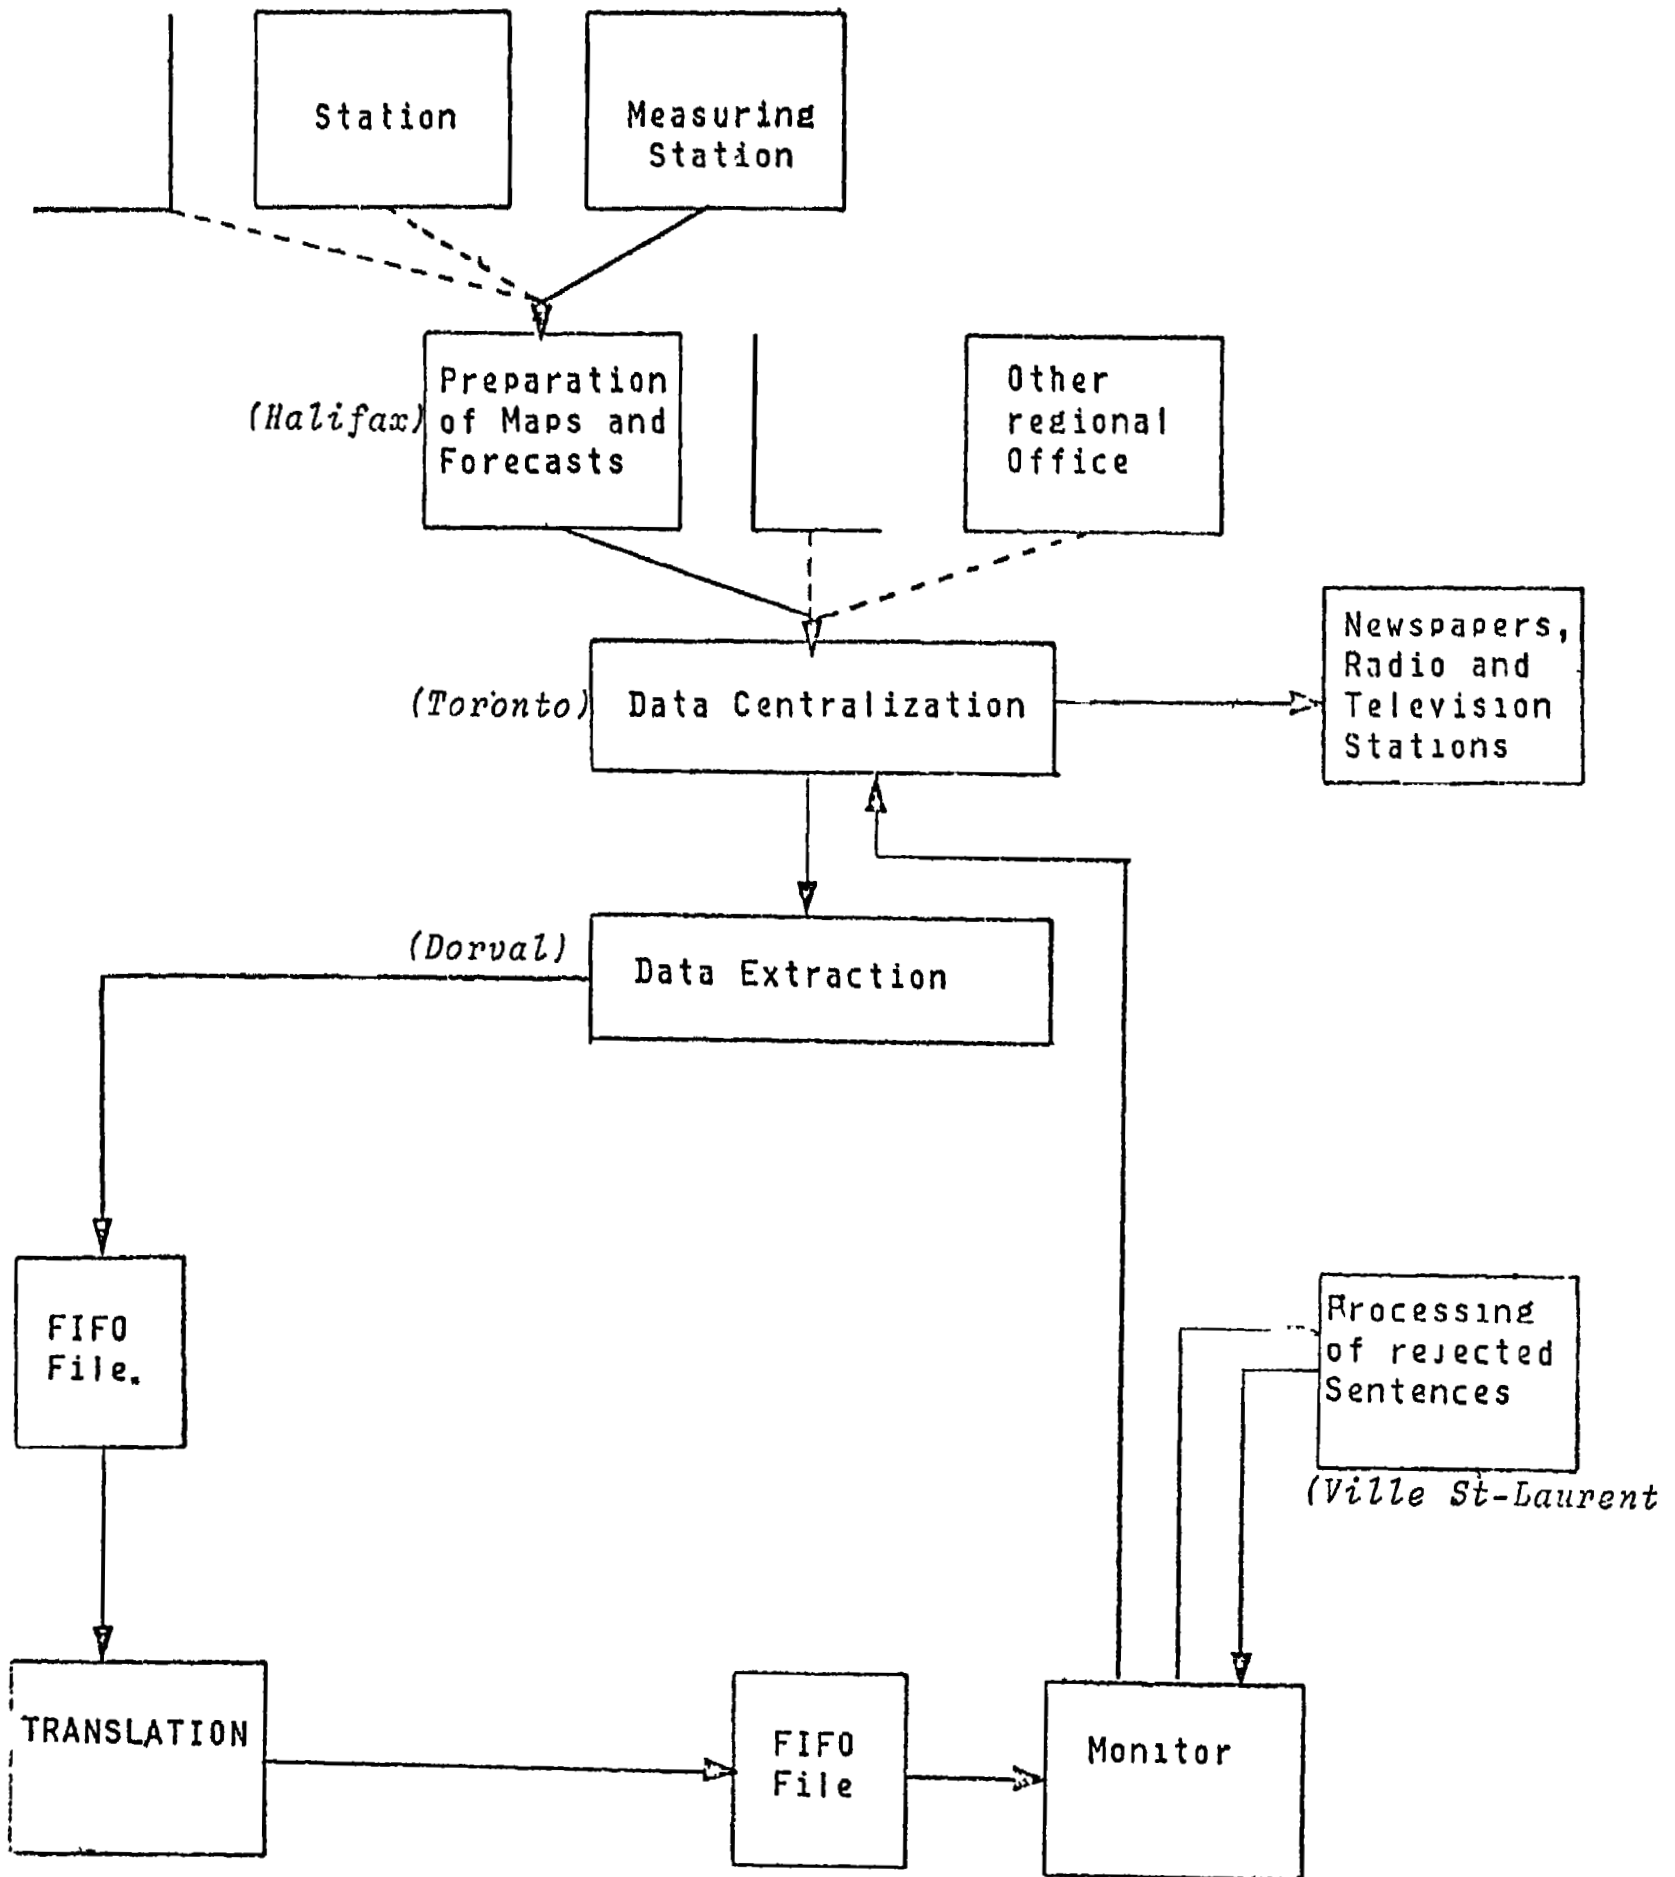 Station
Measuring
Station
(Halifax)
Preparation
of Maps and
Forecasts
Other
regional
Office
(Toronto)
Data Centralization
Newspapers,
Radio and
Television
Stations
(Dorval)
Data Extraction
FIFO
File.
Processing
of rejected
Sentences
(Ville St-Laurent
TRANSLATION
FIFO
File
Monitor